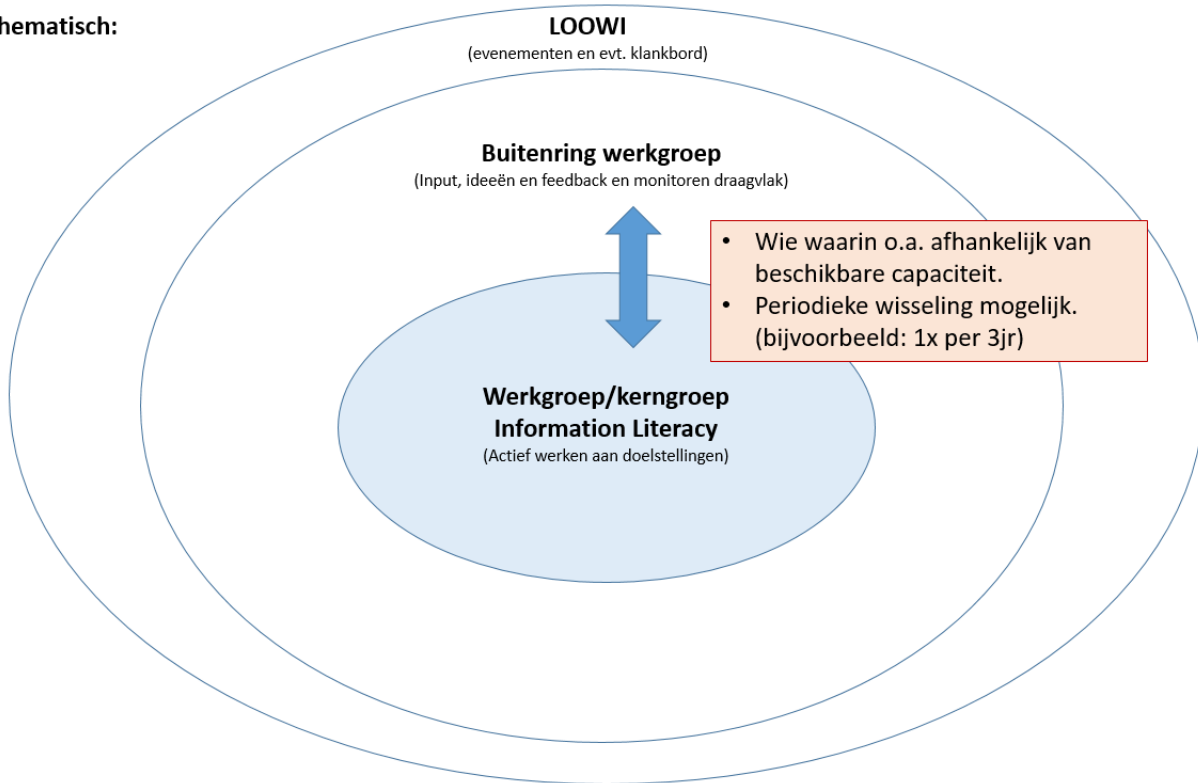 hematisch:
LOOWI
(evenementen en evt. klankbord)
Buitenring werkgroep
(Input, ideeën en feedback en monitoren draagvlak)
• Wie waarin o.a. afhankelijk van
beschikbare capaciteit.
• Periodieke wisseling mogelijk.
(bijvoorbeeld: 1x per 3jr)
Werkgroep/kerngroep
Information Literacy
(Actief werken aan doelstellingen)